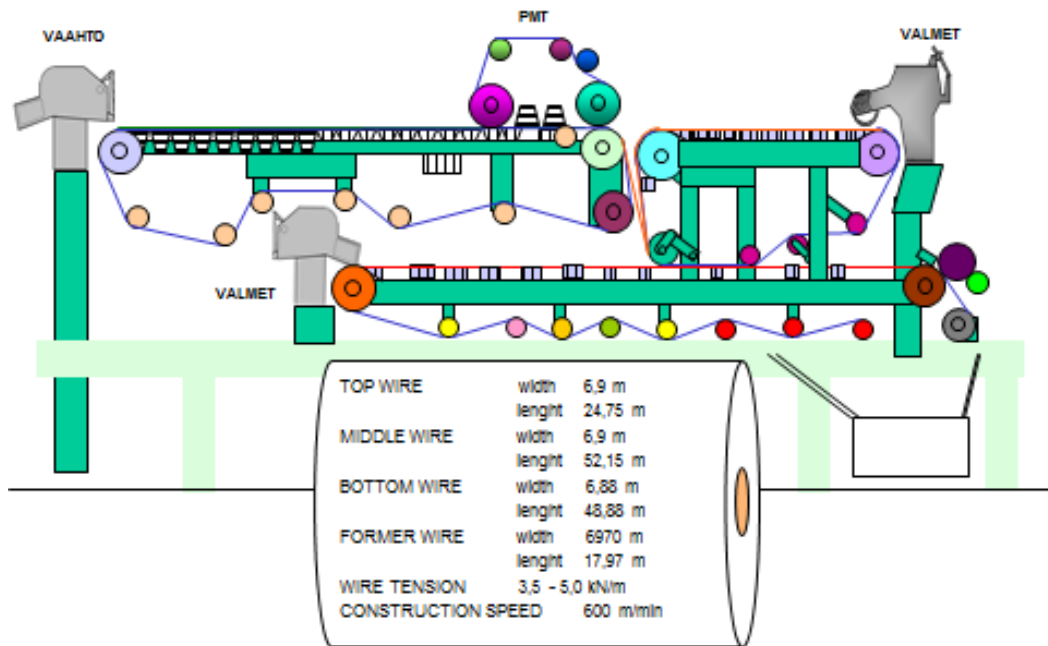 PMT
VAAHTO
VALMET
VALMET
TOP WIRE width 6,9 m
lenght 24,75 m
MIDDLE WIRE width 6,9 m
lenght 52,15 m
BOTTOM WIRE width 6,88 m
lenght 48,88 m
FORMER WIRE width 6970 m
lenght 17,97 m
WIRE TENSION 3,5 - 5,0 kN/m
CONSTRUCTION SPEED 600 m/min